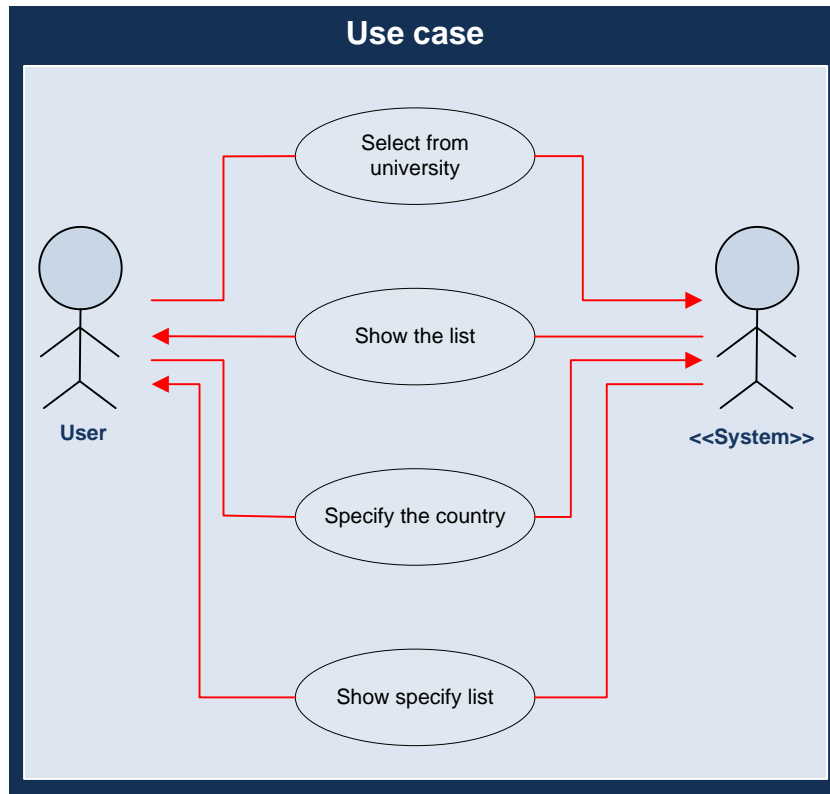 Use case
Select from
university
Show the list
User
<<System>>
Specify the country
Show specify list